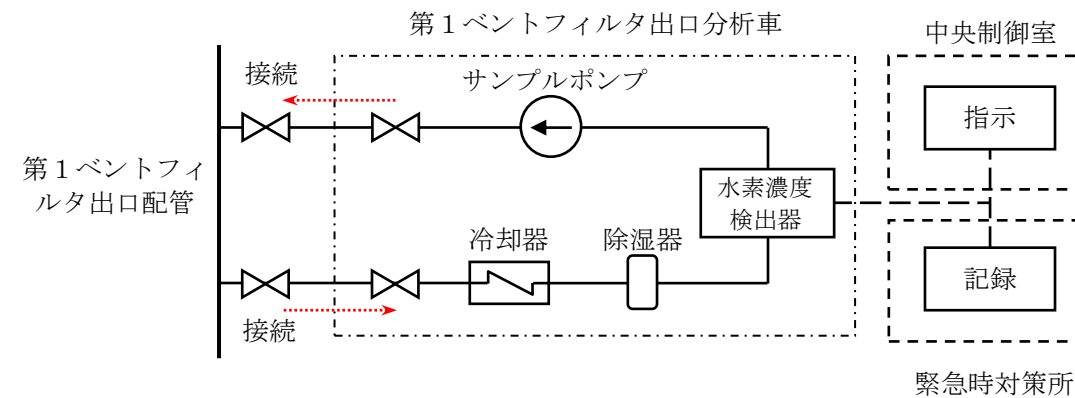 第１ベントフィルタ出口分析車
中央制御室
接続
サンプルポンプ
指示
第１ベントフィ
ルタ出口配管
水素濃度
検出器
冷却器
除湿器
記録
接続
緊急時対策所